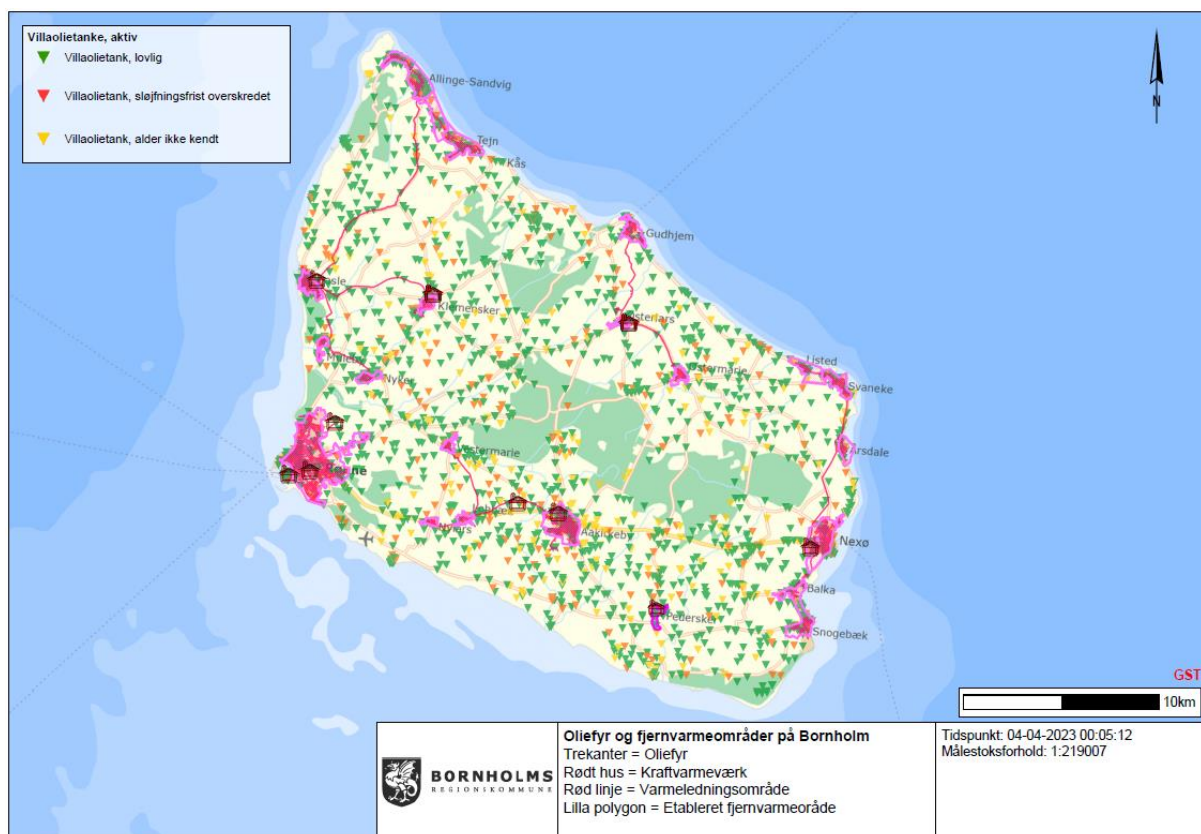 Villaolietanke, aktiv
Villaolietank, lovlig
Villaolietank, sløjfningsfrist overskredet
Villaolietank, alder ikke kendt
Allinge-Sandvig
Tejn
Kås
N
Gudhjem
Klemensker
Østermarie
Listed
Svaneke
Nyker
Årsdale
Vestermarie
Aakirkeby
Nexø
Balka
Pedersker
Snogebæk
GST
10km
BORNHOLMS
REGIONSKOMMUNE
Oliefyr og fjernvarmeområder på Bornholm
Trekanter = Oliefyr
Rødt hus = Kraftvarmeværk
Rød linje = Varmeledningsområde
Lilla polygon = Etableret fjernvarmeområde
Tidspunkt: 04-04-2023 00:05:12
Målestoksforhold: 1:219007